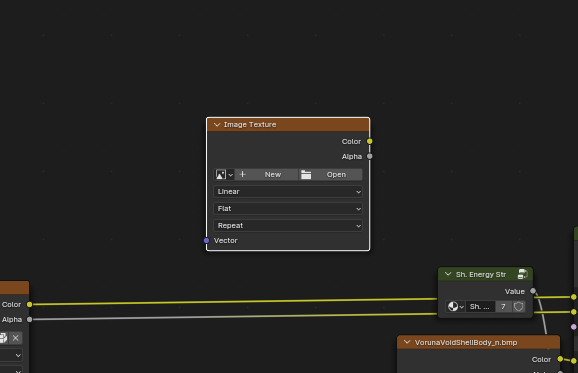 Image Texture
Color
Alpha
New
Open
Linear
Flat
Repeat
Vector
Sh. Energy Str
Value
Sh. ...
7
Color
Alpha
VorunaVoidShellBody_n.bmp
Color